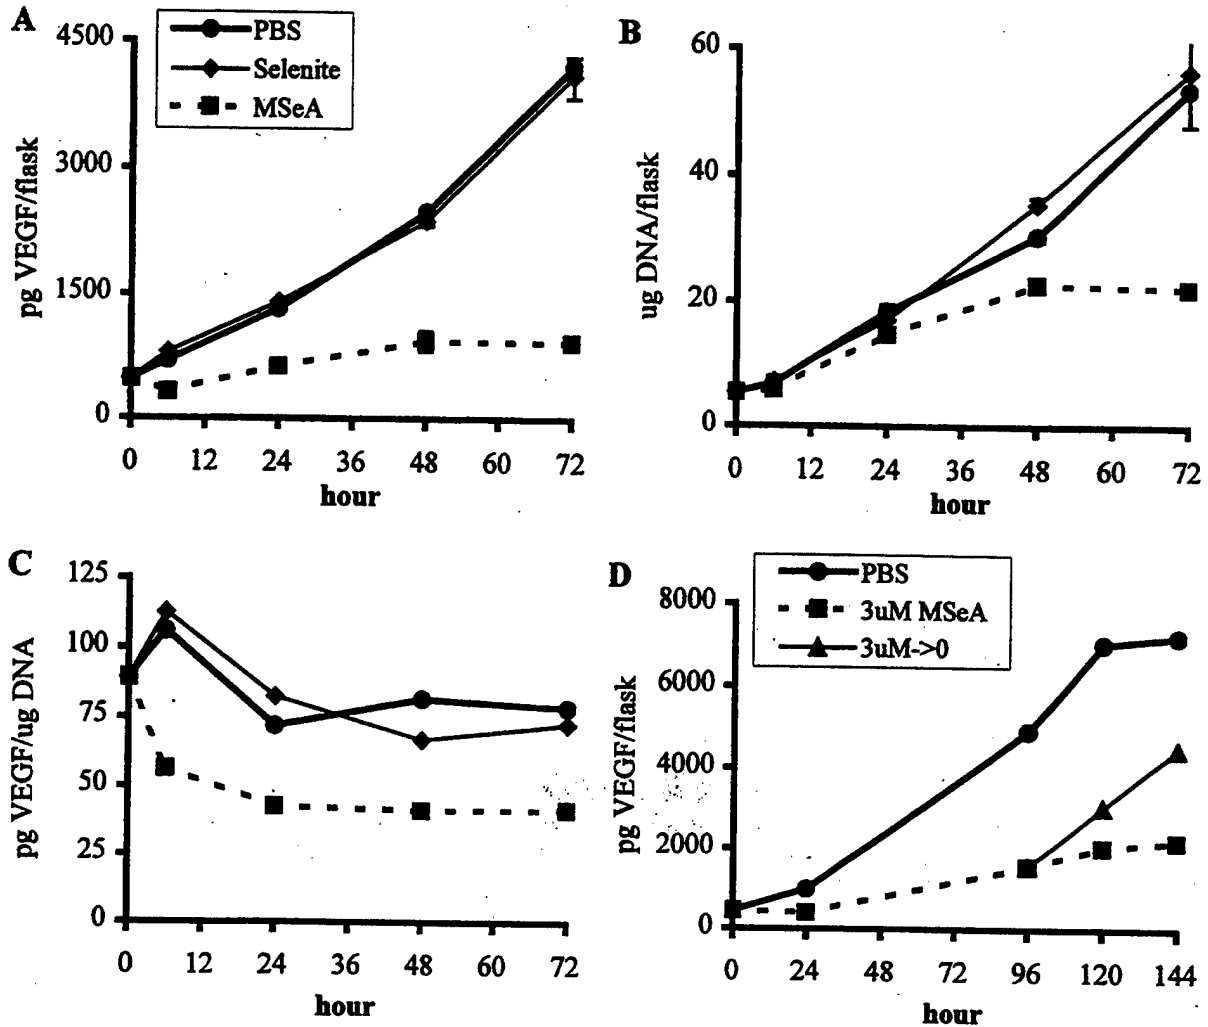 A
PBS
Selenite
MSeA
4500
3000
1500
0
pg VEGF/flask
0 12 24 36 48 60 72
hour
B
60
40
20
0
ug DNA/flask
0 12 24 36 48 60 72
hour
C
125
100
75
50
25
0
pg VEGF/ug DNA
0 12 24 36 48 60 72
hour
D
PBS
3uM MSeA
3uM->0
8000
6000
4000
2000
0
pg VEGF/flask
0 24 48 72 96 120 144
hour